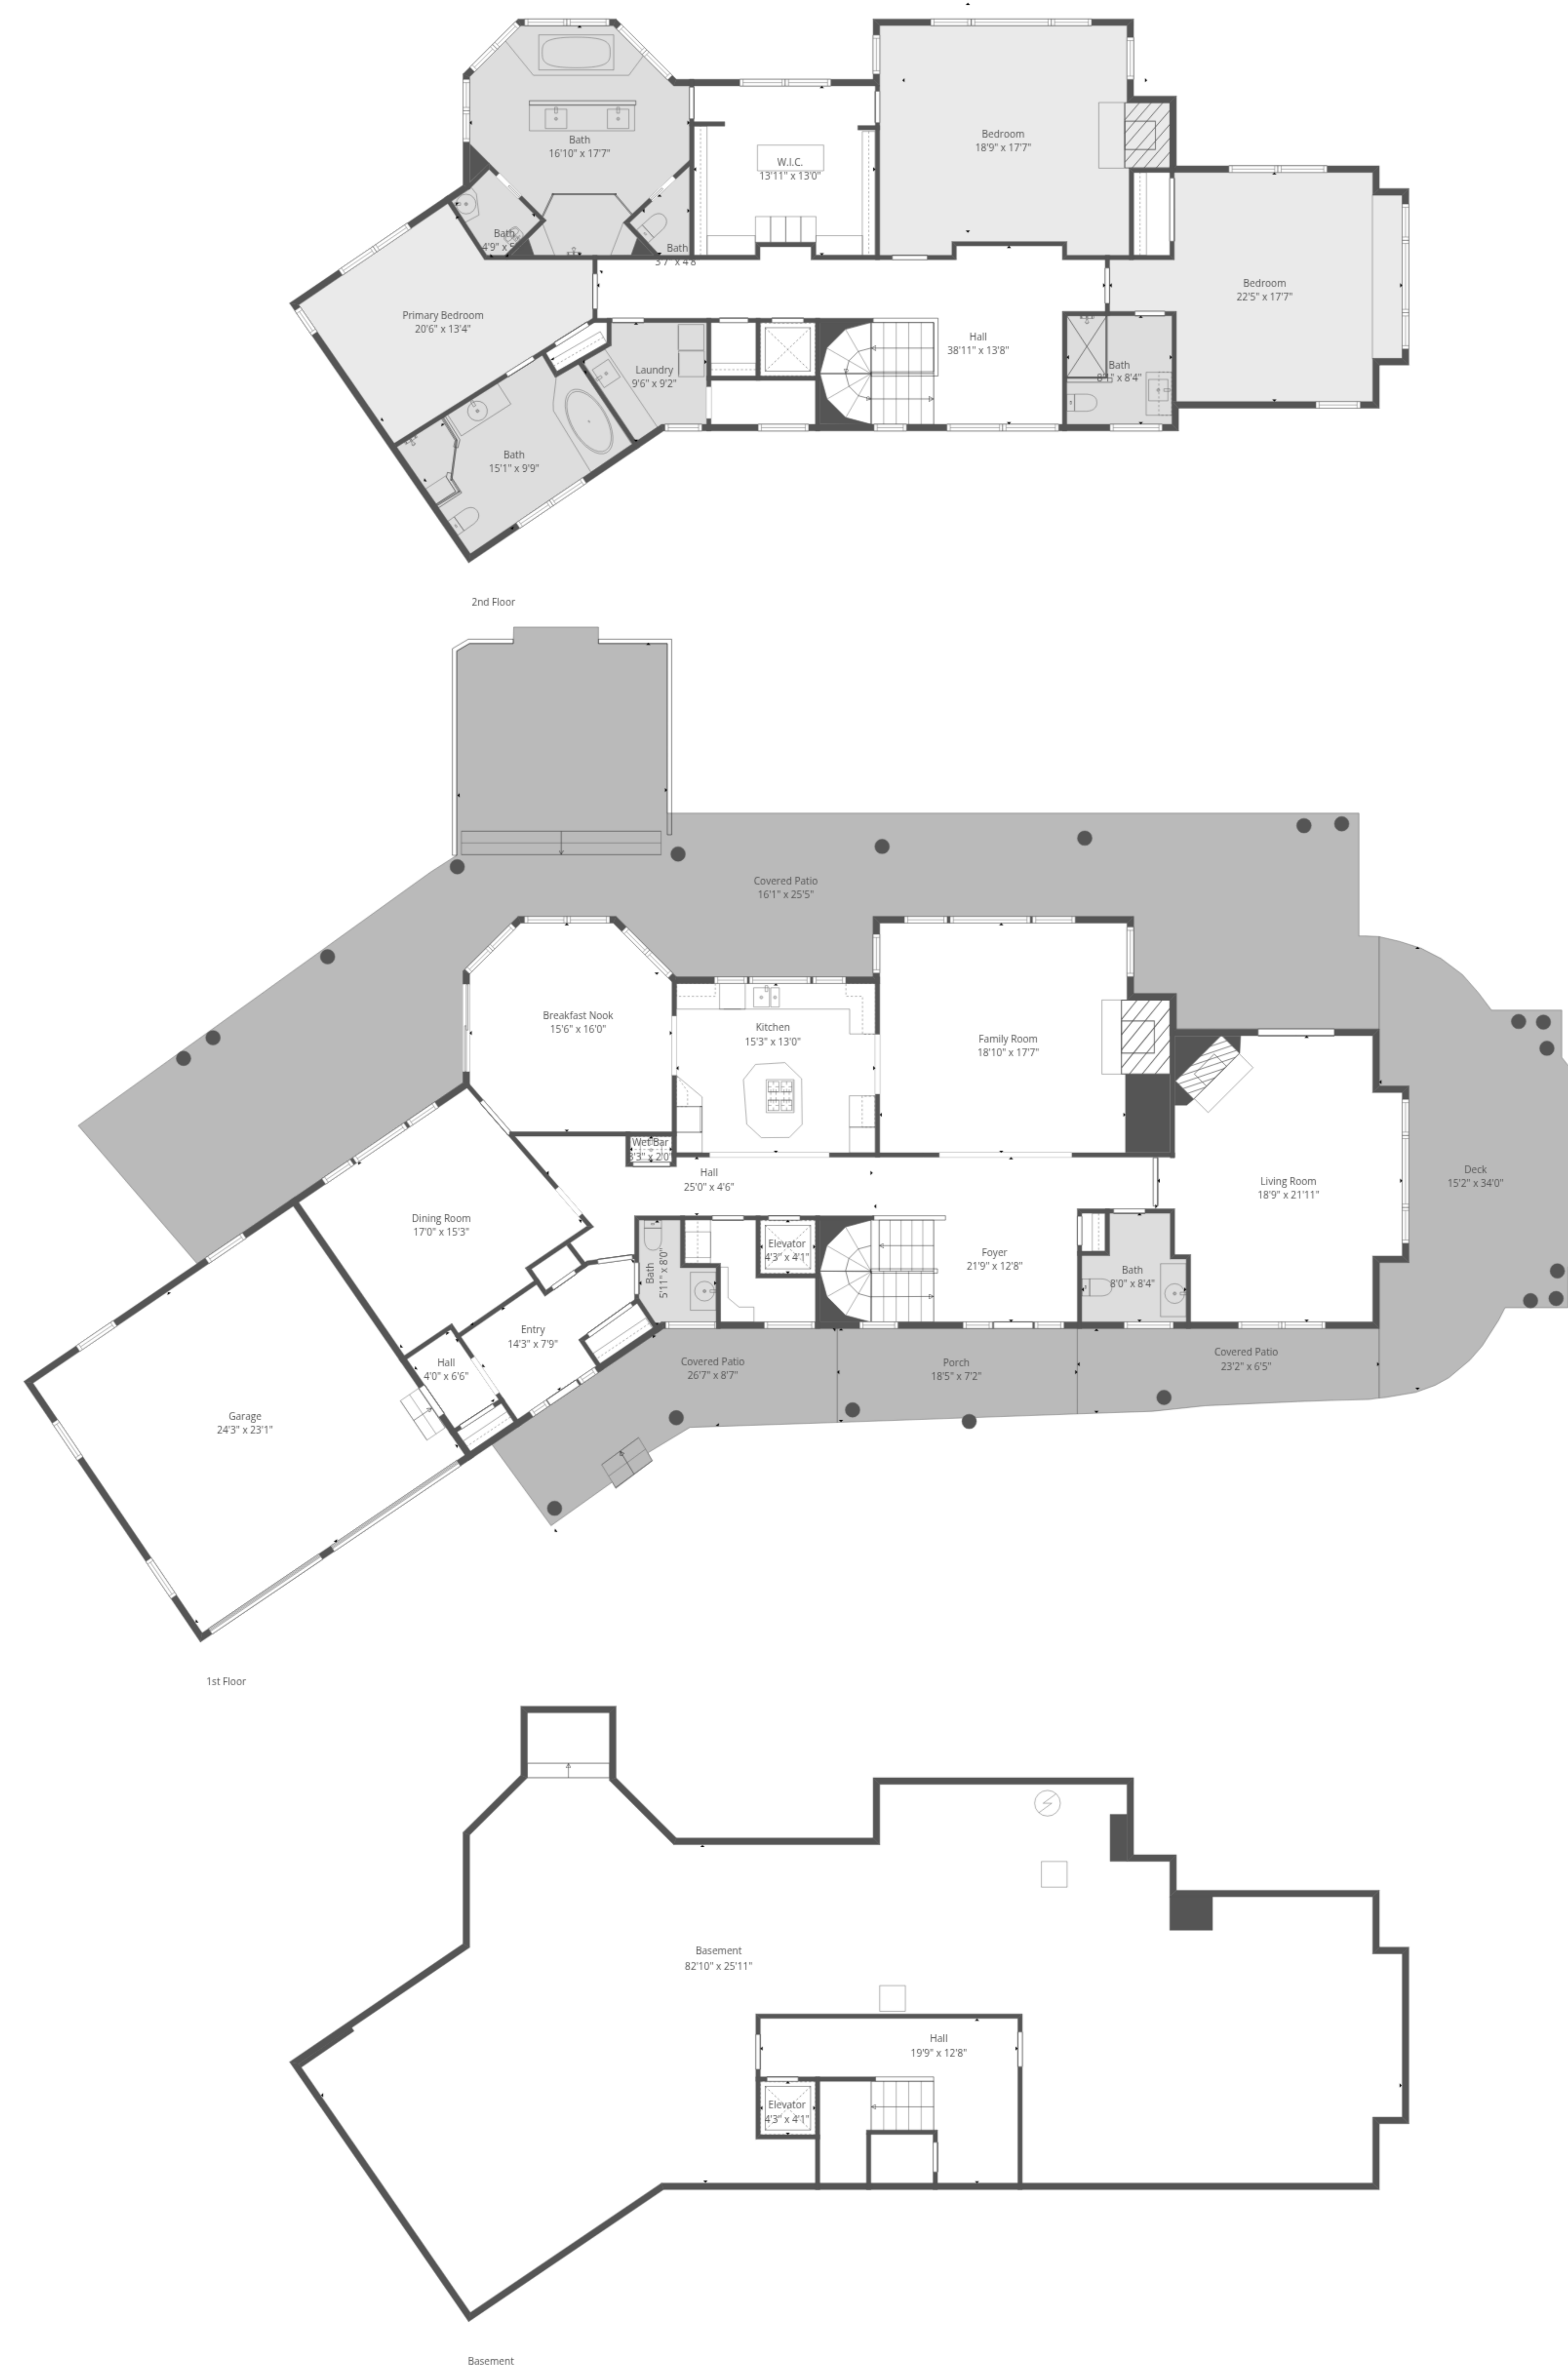 Bath
16'10" x 17'7"
W.I.C.
13'11" x 13'0"
Bedroom
18'9" x 17'7"
Bath
4'9" x
Bath
3'7" x 4'8"
Primary Bedroom
20'6" x 13'4"
Bedroom
22'5" x 17'7"
Hall
38'11" x 13'8"
Laundry
9'6" x 9'2"
Bath
x 8'4"
Bath
15'1" x 9'9"
2nd Floor
Covered Patio
16'1" x 25'5"
Breakfast Nook
15'6" x 16'0"
Kitchen
15'3" x 13'0"
Family Room
18'10" x 17'7"
Wet Bar
x 2'0"
Hall
25'0" x 4'6"
Living Room
18'9" x 21'11"
Deck
15'2" x 34'0"
Dining Room
17'0" x 15'3"
Elevator
4'3" x 4'1"
Foyer
21'9" x 12'8"
Bath
5'11" x 8'0"
Bath
8'0" x 8'4"
Entry
14'3" x 7'9"
Hall
4'0" x 6'6"
Covered Patio
26'7" x 8'7"
Porch
18'5" x 7'2"
Covered Patio
23'2" x 6'5"
Garage
24'3" x 23'1"
1st Floor
Basement
82'10" x 25'11"
Hall
19'9" x 12'8"
Elevator
4'3" x 4'1"
Basement